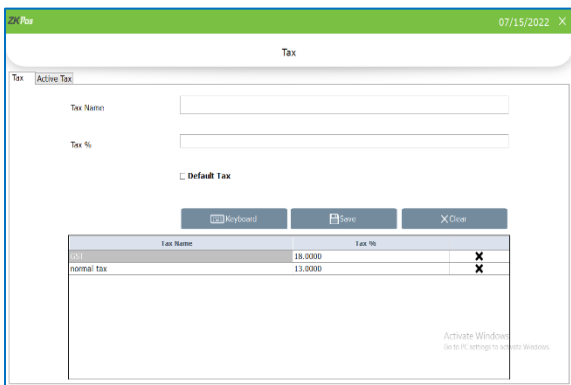 ZKPos 07/15/2022 X
Tax
Tax Active Tax
Tax Name
Tax %
Default Tax
Keyboard Save X Clear
Tax Name Tax %
GST 18.0000 X
normal tax 13.0000 X
Activate Windows
Go to PC settings to activate Windows.